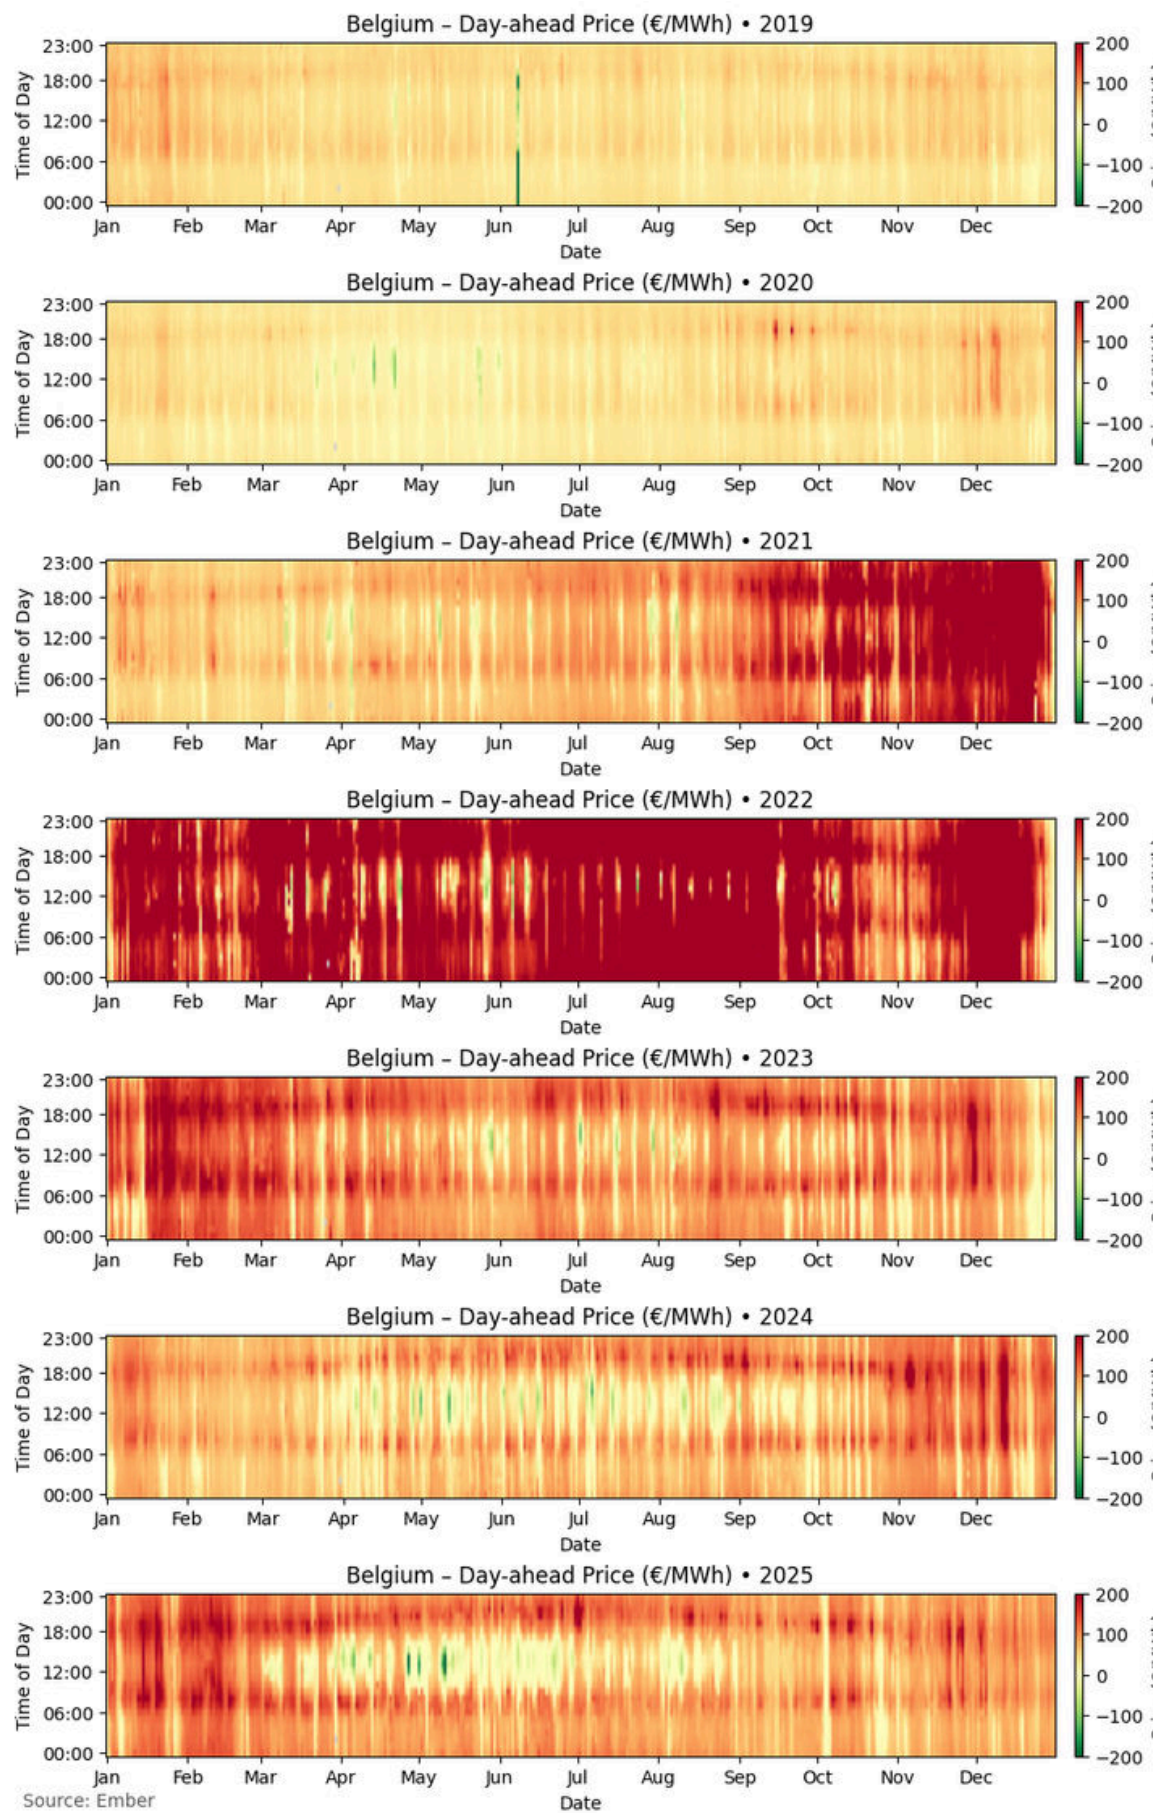 Belgium – Day-ahead Price (€/MWh) • 2019
23:00
18:00
12:00
06:00
00:00
Time of Day
Jan Feb Mar Apr May Jun Jul Aug Sep Oct Nov Dec
Date
200
100
0
−100
−200
Belgium – Day-ahead Price (€/MWh) • 2020
23:00
18:00
12:00
06:00
00:00
Time of Day
Jan Feb Mar Apr May Jun Jul Aug Sep Oct Nov Dec
Date
200
100
0
−100
−200
Belgium – Day-ahead Price (€/MWh) • 2021
23:00
18:00
12:00
06:00
00:00
Time of Day
Jan Feb Mar Apr May Jun Jul Aug Sep Oct Nov Dec
Date
200
100
0
−100
−200
Belgium – Day-ahead Price (€/MWh) • 2022
23:00
18:00
12:00
06:00
00:00
Time of Day
Jan Feb Mar Apr May Jun Jul Aug Sep Oct Nov Dec
Date
200
100
0
−100
−200
Belgium – Day-ahead Price (€/MWh) • 2023
23:00
18:00
12:00
06:00
00:00
Time of Day
Jan Feb Mar Apr May Jun Jul Aug Sep Oct Nov Dec
Date
200
100
0
−100
−200
Belgium – Day-ahead Price (€/MWh) • 2024
23:00
18:00
12:00
06:00
00:00
Time of Day
Jan Feb Mar Apr May Jun Jul Aug Sep Oct Nov Dec
Date
200
100
0
−100
−200
Belgium – Day-ahead Price (€/MWh) • 2025
23:00
18:00
12:00
06:00
00:00
Time of Day
Jan Feb Mar Apr May Jun Jul Aug Sep Oct Nov Dec
Date
200
100
0
−100
−200
Source: Ember